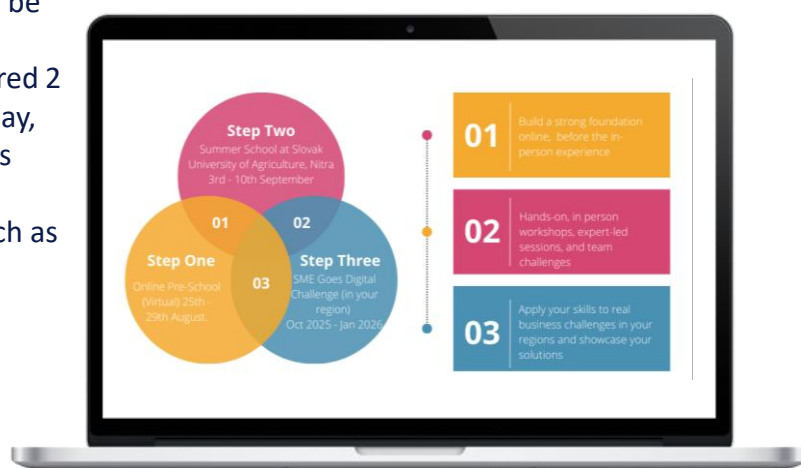 be
red 2
ay,
s
ch as
Step Two
Summer School at Slovak
University of Agriculture, Nitra
3rd - 10th September
01
02
Step One
Online Pre-School
(Virtual) 25th -
29th August.
03
Step Three
SME Goes Digital
Challenge (in your
region)
Oct 2025 - Jan 2026
01
Build a strong foundation
online, before the in-
person experience
02
Hands-on, in person
workshops, expert-led
sessions, and team
challenges
03
Apply your skills to real
business challenges in your
regions and showcase your
solutions